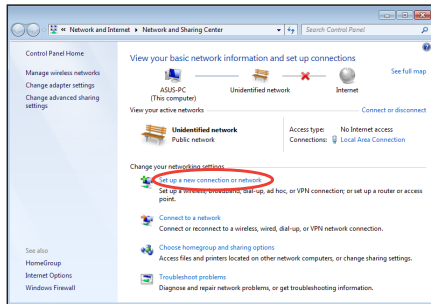 « Network and Internet ▸ Network and Sharing Center
Search Control Panel
Control Panel Home
Manage wireless networks
Change adapter settings
Change advanced sharing
settings
See also
HomeGroup
Internet Options
Windows Firewall
View your basic network information and set up connections
See full map
ASUS-PC
(This computer)
Unidentified network
Internet
View your active networks
Connect or disconnect
Unidentified network
Public network
Access type: No Internet access
Connections: Local Area Connection
Change your networking settings
Set up a new connection or network
Set up a wireless, broadband, dial-up, ad hoc, or VPN connection; or set up a router or access
point.
Connect to a network
Connect or reconnect to a wireless, wired, dial-up, or VPN network connection.
Choose homegroup and sharing options
Access files and printers located on other network computers, or change sharing settings.
Troubleshoot problems
Diagnose and repair network problems, or get troubleshooting information.